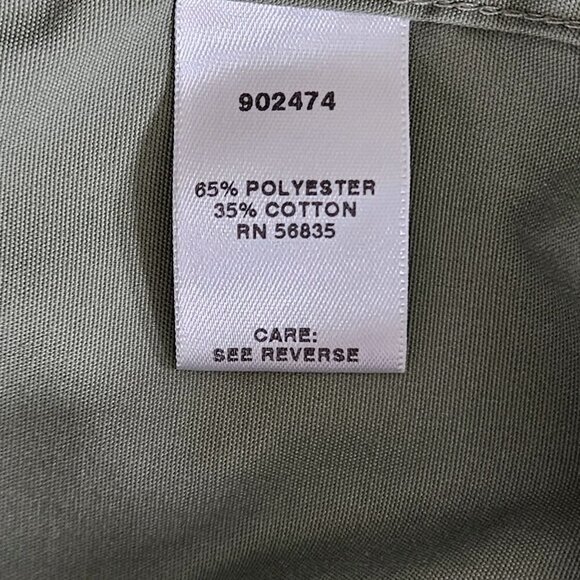 902474
65% POLYESTER
35% COTTON
RN 56835
CARE:
SEE REVERSE